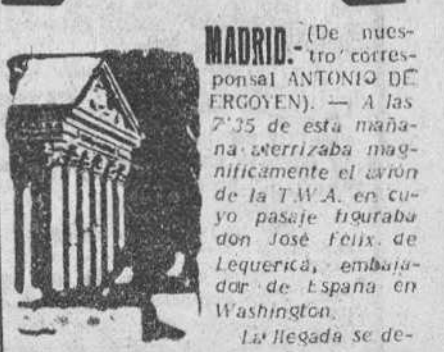 MADRID.- (De nues-
tro corres-
ponsal ANTONIO DE
ERGOYEN). — A las
7'35 de esta maña-
na aterrizaba mag-
níficamente el avión
de la T.W.A. en cu-
yo pasaje figuraba
don José Félix de
Lequerica, embaja-
dor de España en
Washington.
La llegada se de-